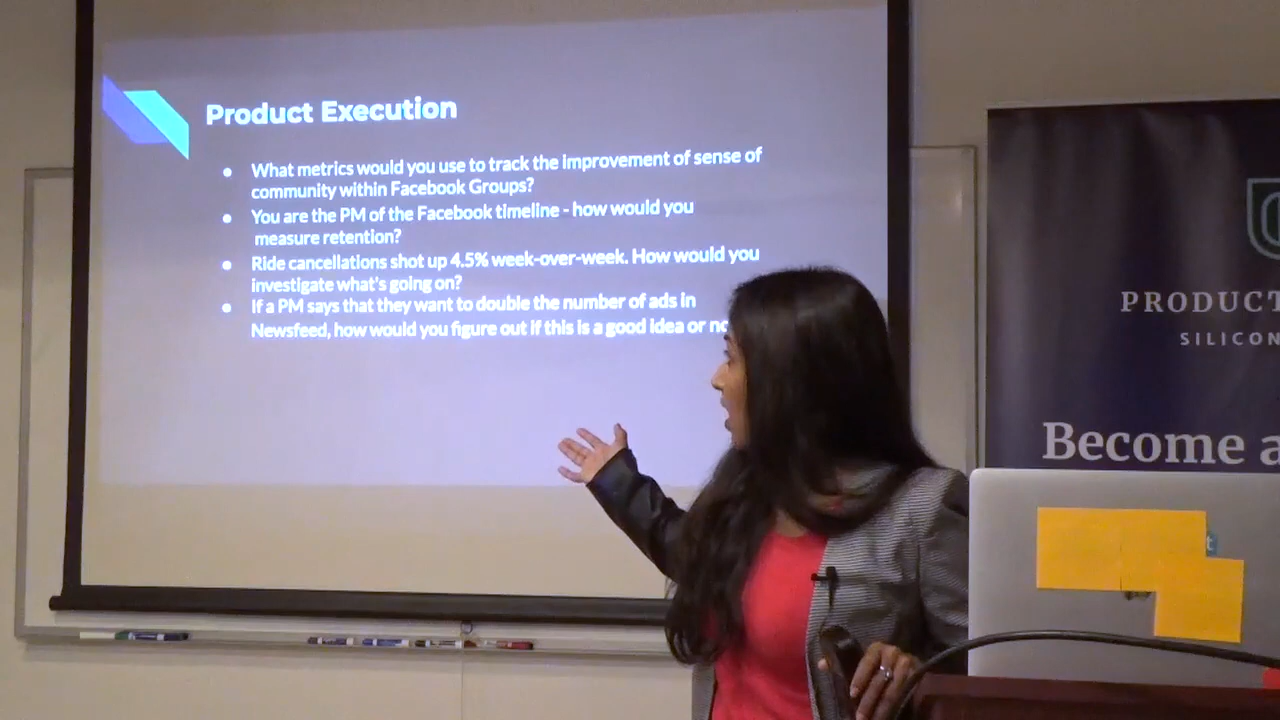 Product Execution
What metrics would you use to track the improvement of sense of
community within Facebook Groups?
You are the PM of the Facebook timeline - how would you
measure retention?
Ride cancellations shot up 4.5% week-over-week. How would you
investigate what's going on?
If a PM says that they want to double the number of ads in
Newsfeed, how would you figure out if this is a good idea or no
PRODUCT
SILICON
Become a
t